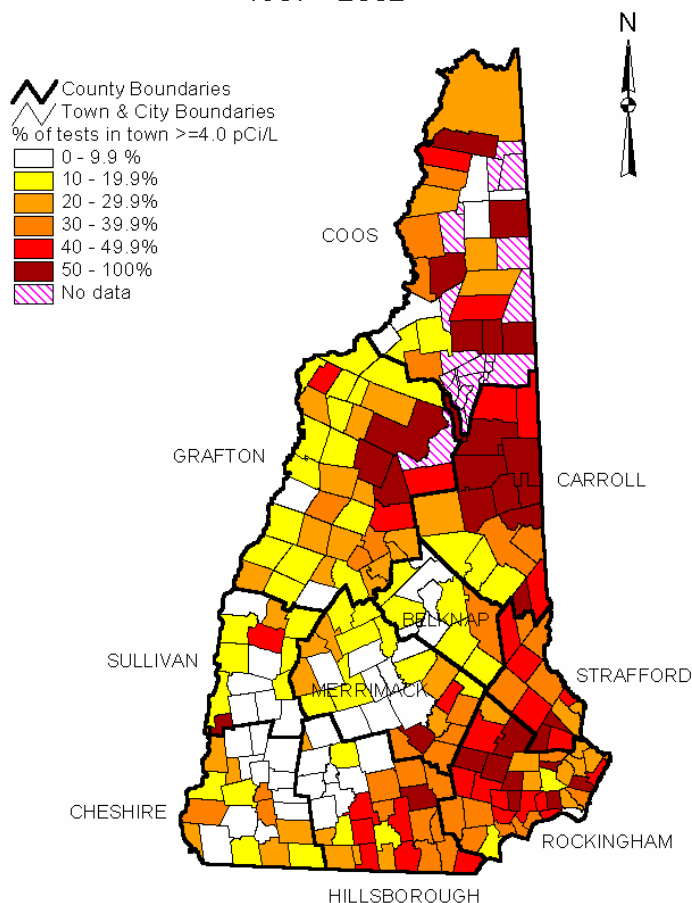 N
County Boundaries
Town & City Boundaries
% of tests in town >=4.0 pCi/L
0 - 9.9 %
10 - 19.9%
20 - 29.9%
30 - 39.9%
40 - 49.9%
50 - 100%
No data
COOS
GRAFTON
CARROLL
BELKNAP
SULLIVAN
MERRIMACK
STRAFFORD
CHESHIRE
ROCKINGHAM
HILLSBOROUGH